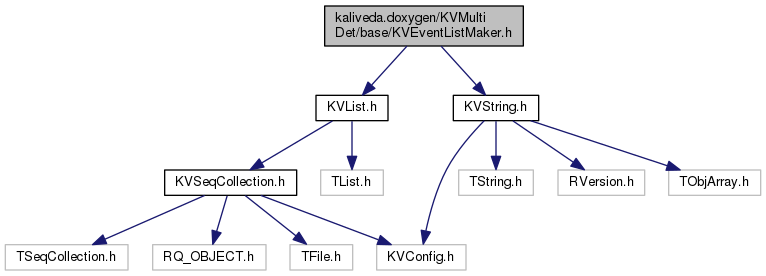 kaliveda.doxygen/KVMulti
Det/base/KVEventListMaker.h
KVList.h
KVString.h
KVSeqCollection.h
TList.h
TString.h
RVersion.h
TObjArray.h
TSeqCollection.h
RQ_OBJECT.h
TFile.h
KVConfig.h